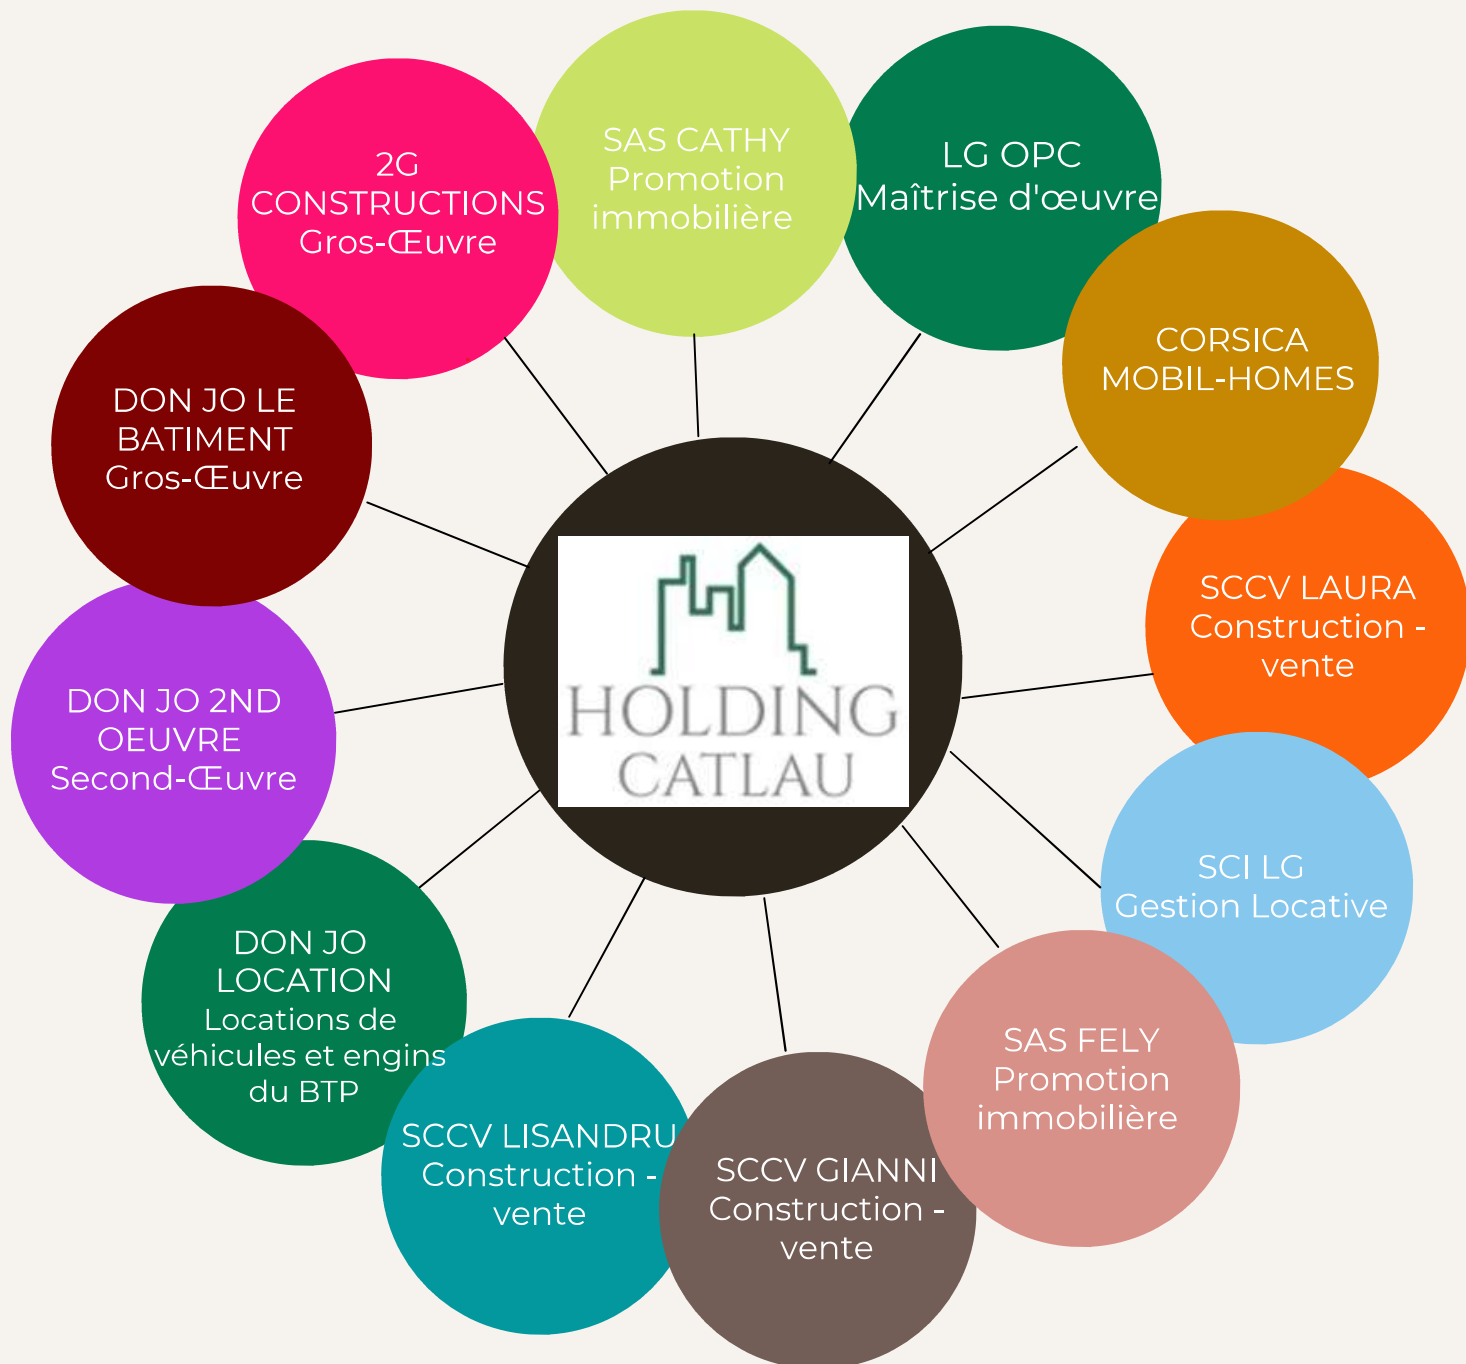 SAS CATHY
Promotion
immobilière
LG OPC
Maîtrise d'œuvre
CORSICA
MOBIL-HOMES
SCCV LAURA
Construction -
vente
SCI LG
Gestion Locative
SAS FELY
Promotion
immobilière
SCCV GIANNI
Construction -
vente
SCCV LISANDRU
Construction -
vente
DON JO
LOCATION
Locations de
véhicules et engins
du BTP
DON JO 2ND
OEUVRE
Second-Œuvre
DON JO LE
BATIMENT
Gros-Œuvre
2G
CONSTRUCTIONS
Gros-Œuvre
HOLDING
CATLAU